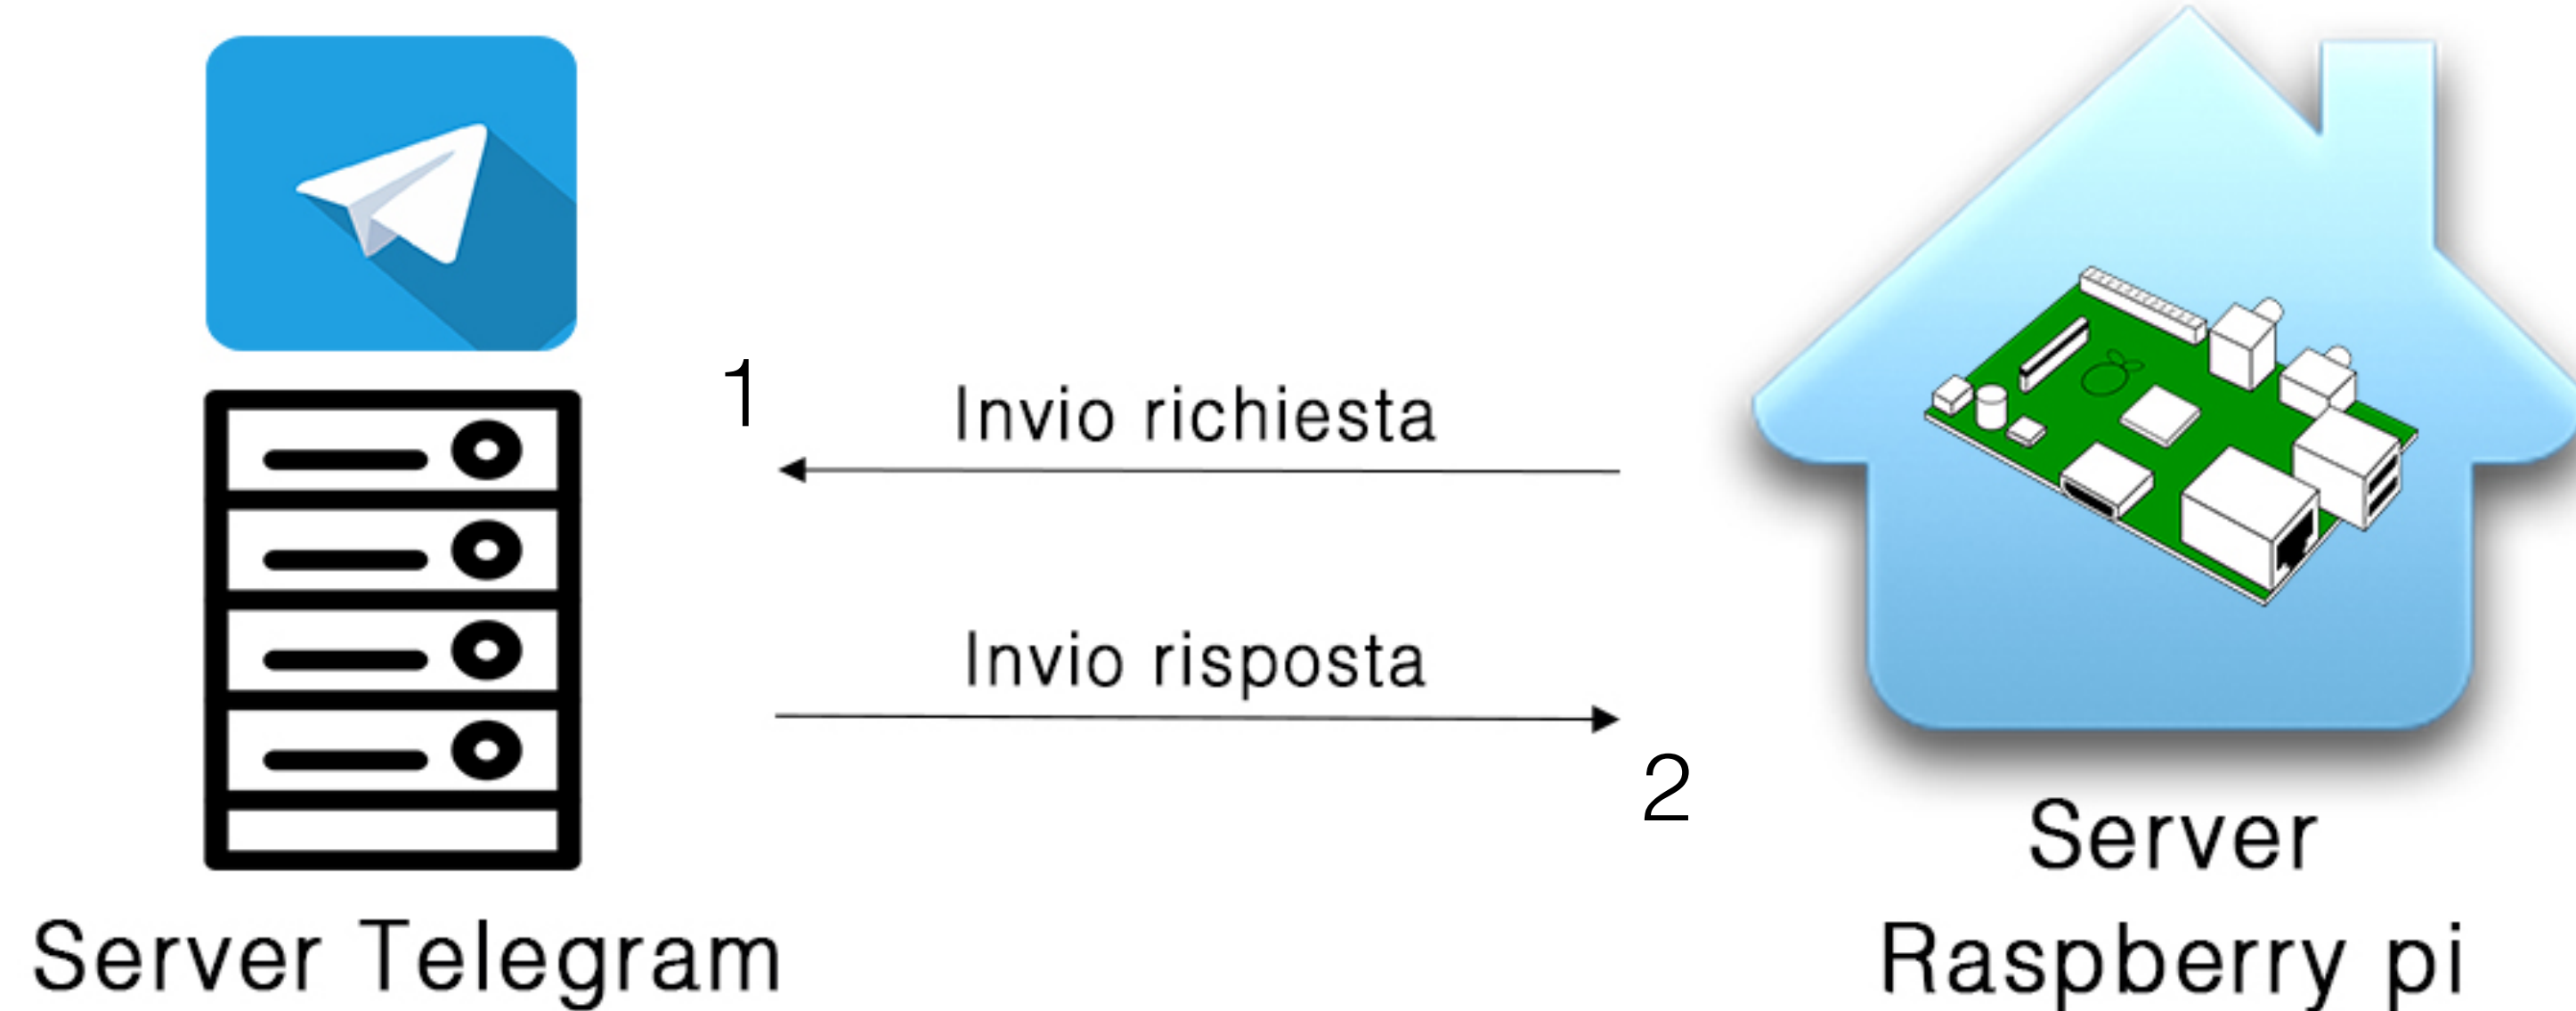 1
Invio richiesta
Invio risposta
2
Server Telegram
Server
Raspberry pi